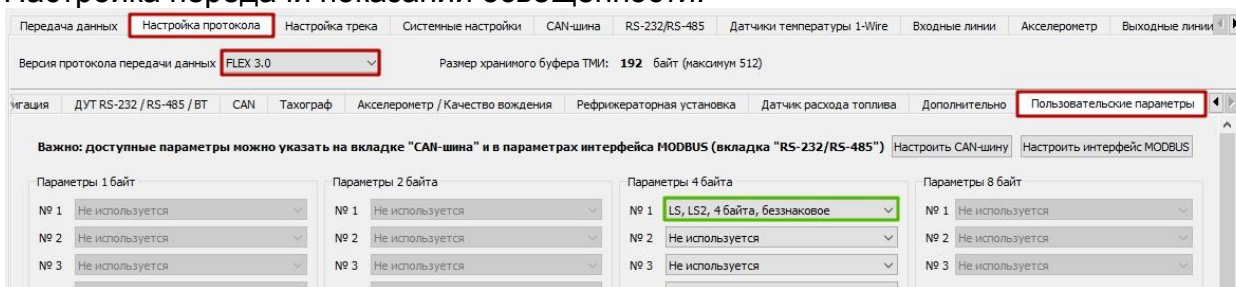 Настройка передачи показаний освещенности:
Передача данных Настройка протокола Настройка трека Системные настройки CAN-шина RS-232/RS-485 Датчики температуры 1-Wire Входные линии Акселерометр Выходные линии
Версия протокола передачи данных FLEX 3.0 Размер хранимого буфера ТМИ: 192 байт (максимум 512)
игация ДУТ RS-232 / RS-485 / BT CAN Тахограф Акселерометр / Качество вождения Рефрижераторная установка Датчик расхода топлива Дополнительно Пользовательские параметры
Важно: доступные параметры можно указать на вкладке "CAN-шина" и в параметрах интерфейса MODBUS (вкладка "RS-232/RS-485") Настроить CAN-шину Настроить интерфейс MODBUS
Параметры 1 байт Параметры 2 байта Параметры 4 байта Параметры 8 байт
№ 1 Не используется № 1 Не используется № 1 LS, LS2, 4 байта, беззнаковое № 1 Не используется
№ 2 Не используется № 2 Не используется № 2 Не используется № 2 Не используется
№ 3 Не используется № 3 Не используется № 3 Не используется № 3 Не используется